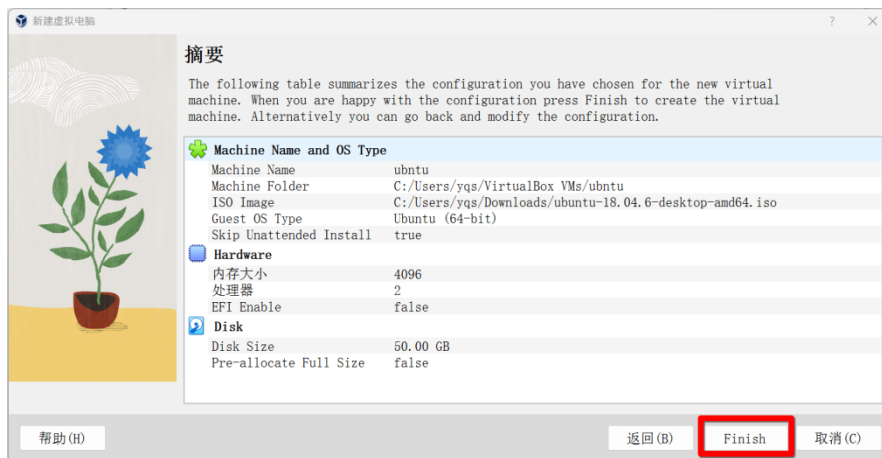 新建虚拟电脑
摘要
The following table summarizes the configuration you have chosen for the new virtual
machine. When you are happy with the configuration press Finish to create the virtual
machine. Alternatively you can go back and modify the configuration.
Machine Name and OS Type
Machine Name ubntu
Machine Folder C:/Users/yqs/VirtualBox VMs/ubntu
ISO Image C:/Users/yqs/Downloads/ubuntu-18.04.6-desktop-amd64.iso
Guest OS Type Ubuntu (64-bit)
Skip Unattended Install true
Hardware
内存大小 4096
处理器 2
EFI Enable false
Disk
Disk Size 50.00 GB
Pre-allocate Full Size false
帮助(H) 返回(B) Finish 取消(C)